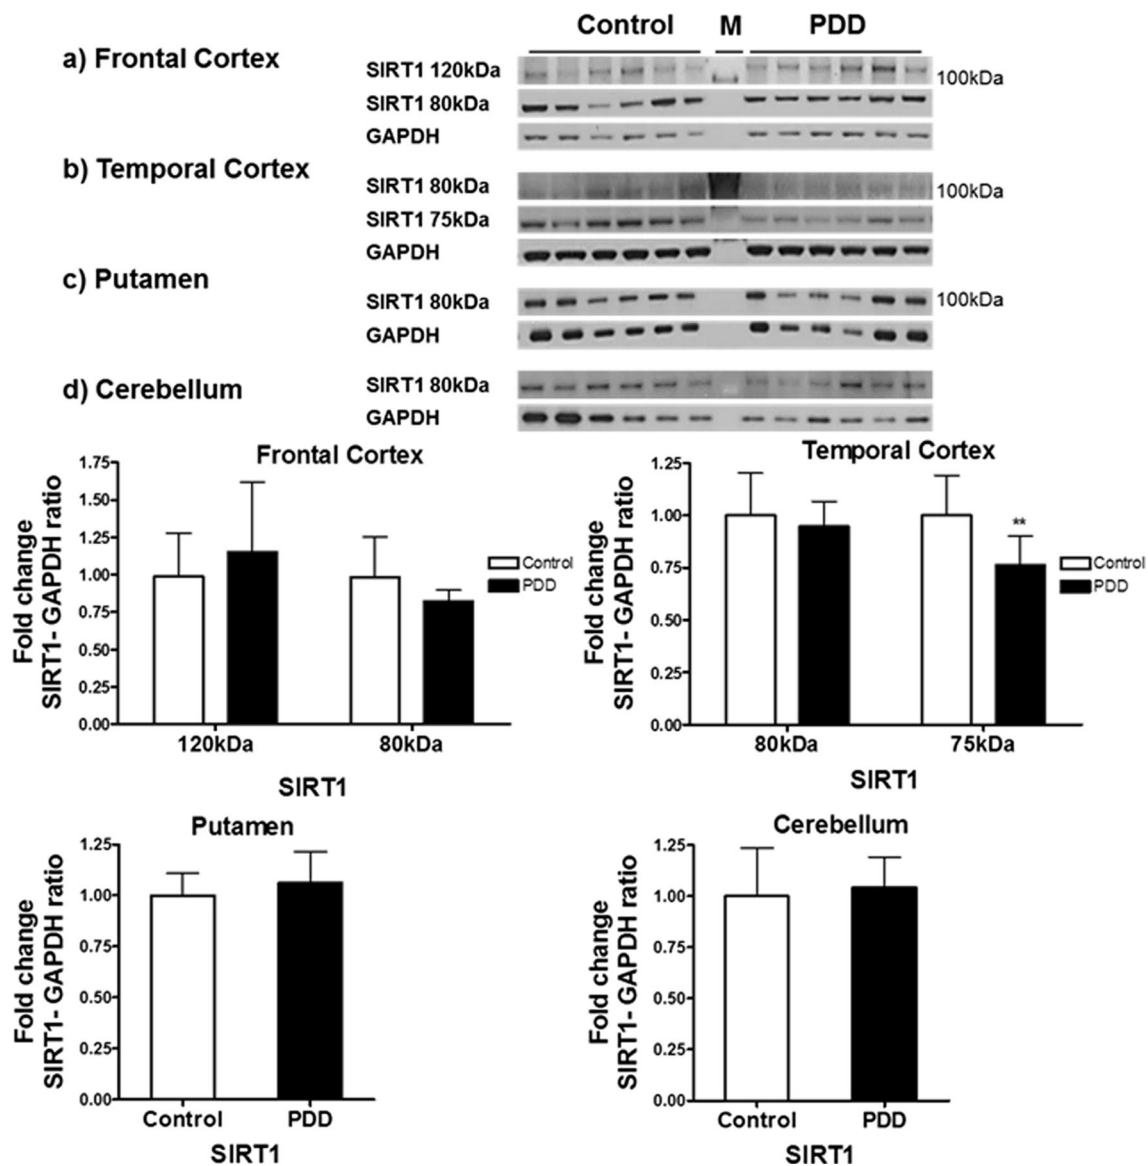 Control M PDD
a) Frontal Cortex
SIRT1 120kDa 100kDa
SIRT1 80kDa
GAPDH
b) Temporal Cortex
SIRT1 80kDa 100kDa
SIRT1 75kDa
GAPDH
c) Putamen
SIRT1 80kDa 100kDa
GAPDH
d) Cerebellum
SIRT1 80kDa
GAPDH
Frontal Cortex
Fold change
SIRT1- GAPDH ratio
1.75
1.50
1.25
1.00
0.75
0.50
0.25
0.00
120kDa 80kDa
SIRT1
Control
PDD
Temporal Cortex
Fold change
SIRT1- GAPDH ratio
1.25
1.00
0.75
0.50
0.25
0.00
**
80kDa 75kDa
SIRT1
Control
PDD
Putamen
Fold change
SIRT1- GAPDH ratio
1.25
1.00
0.75
0.50
0.25
0.00
Control PDD
SIRT1
Cerebellum
Fold change
SIRT1- GAPDH ratio
1.25
1.00
0.75
0.50
0.25
0.00
Control PDD
SIRT1